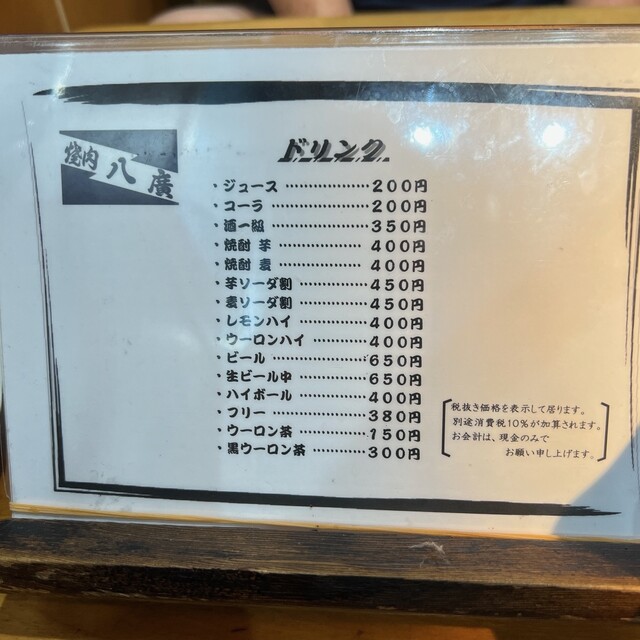 焼肉 八廣
ドリンク
・ジュース………………200円
・コーラ…………………200円
・酒一級…………………350円
・焼酎 芋………………400円
・焼酎 麦………………400円
・芋ソーダ割……………450円
・麦ソーダ割……………450円
・レモンハイ……………400円
・ウーロンハイ…………400円
・ビール…………………650円
・生ビール中……………650円
・ハイボール……………400円
・フリー…………………380円
・ウーロン茶……………150円
・黒ウーロン茶…………300円
税抜き価格を表示して居ります。
別途消費税10%が加算されます。
お会計は、現金のみで
お願い申し上げます。